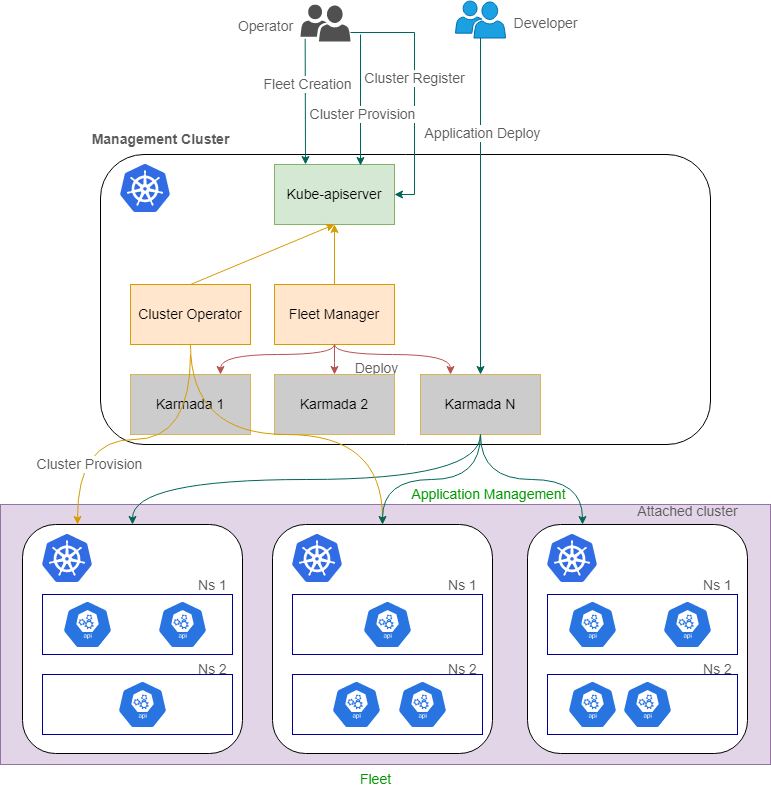 Operator
Developer
Cluster Register
Fleet Creation
Cluster Provision
Application Deploy
Management Cluster
Kube-apiserver
Cluster Operator
Fleet Manager
Deploy
Karmada 1
Karmada 2
Karmada N
Cluster Provision
Application Management
Attached cluster
Ns 1
Ns 1
Ns 1
api
api
api
api
api
Ns 2
Ns 2
Ns 2
api
api
api
api
api
Fleet